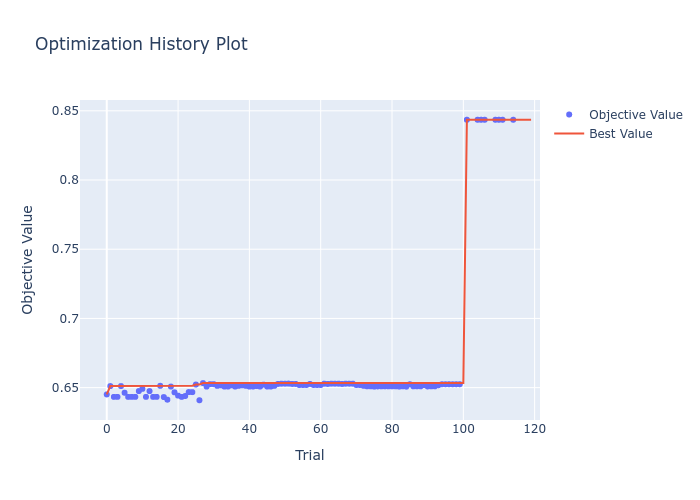 Optimization History Plot
Objective Value
Best Value
0.85
0.8
0.75
0.7
0.65
Objective Value
0
20
40
60
80
100
120
Trial